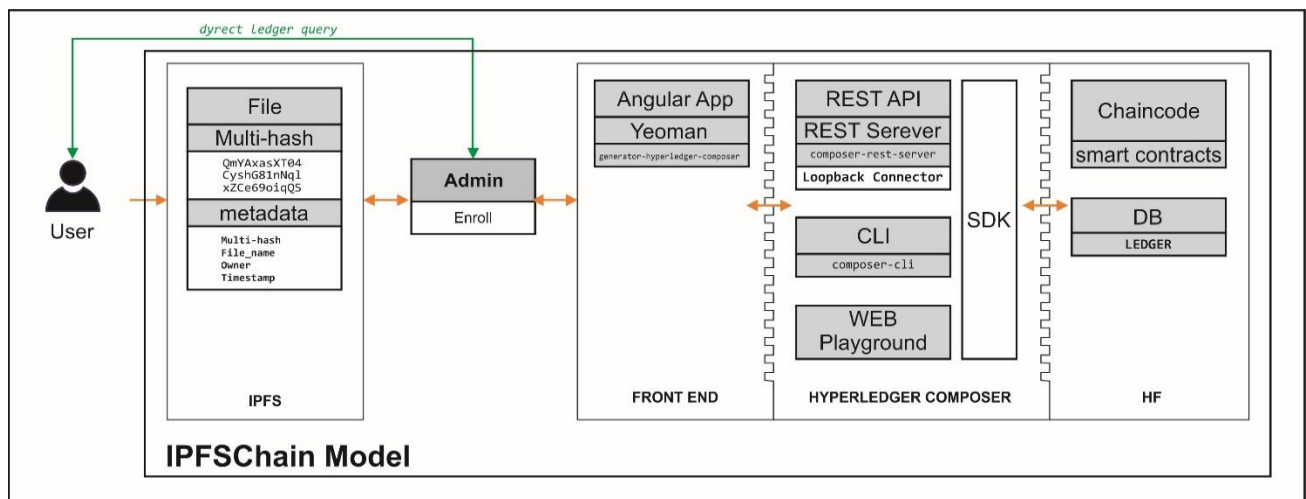 dyrect ledger query
User
File
Multi-hash
QmYAxasXT04
CyshG81nNql
xZCe69oiqQS
metadata
Multi-hash
File_name
Owner
Timestamp
IPFS
Admin
Enroll
Angular App
Yeoman
generator-hyperledger-composer
FRONT END
REST API
REST Serever
composer-rest-server
Loopback Connector
CLI
composer-cli
WEB
Playground
SDK
HYPERLEDGER COMPOSER
Chaincode
smart contracts
DB
LEDGER
HF
IPFSChain Model